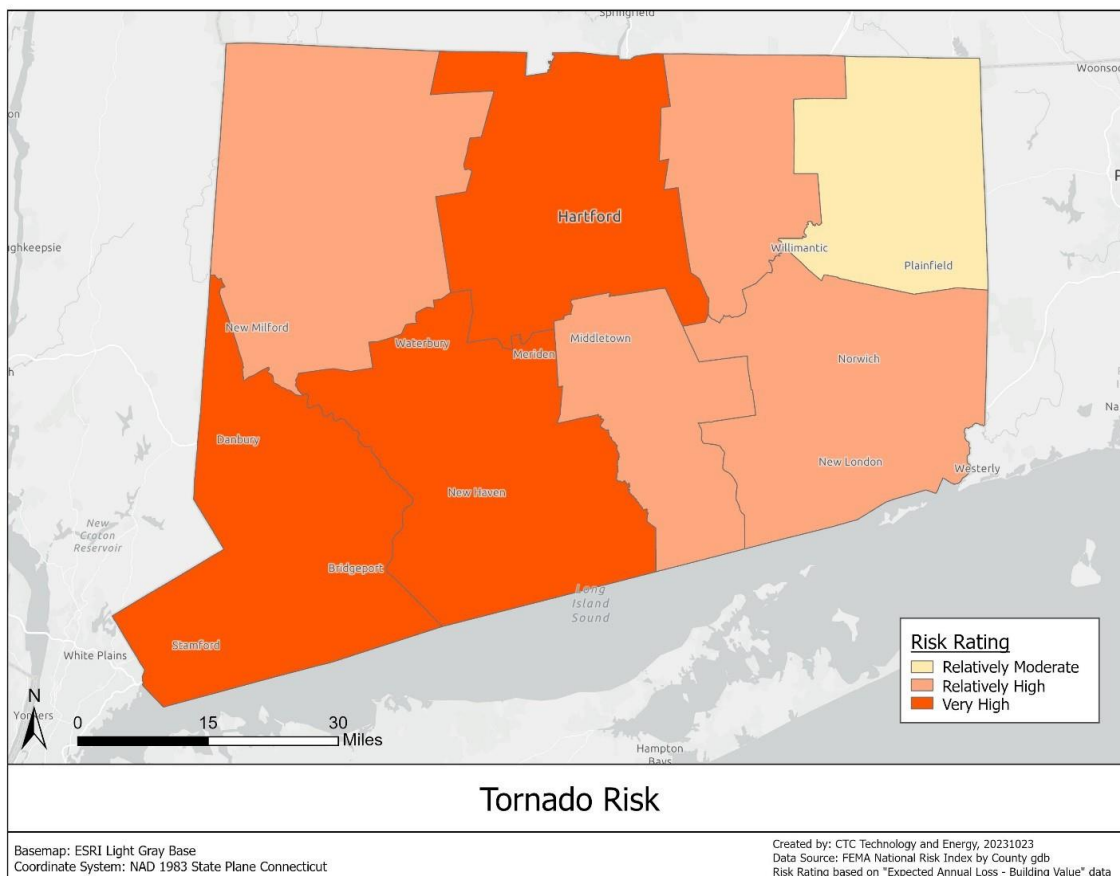 Springfield
Hartford
Willimantic
Plainfield
New Milford
Waterbury
Meriden
Middletown
Norwich
Danbury
New Haven
New London
Westerly
New
Croton
Reservoir
Bridgeport
Long
Island
Sound
Stamford
White Plains
Hampton
Bays
N
0 15 30
Miles
Risk Rating
Relatively Moderate
Relatively High
Very High
Tornado Risk
Basemap: ESRI Light Gray Base
Coordinate System: NAD 1983 State Plane Connecticut
Created by: CTC Technology and Energy, 20231023
Data Source: FEMA National Risk Index by County gdb
Risk Rating based on "Expected Annual Loss - Building Value" data